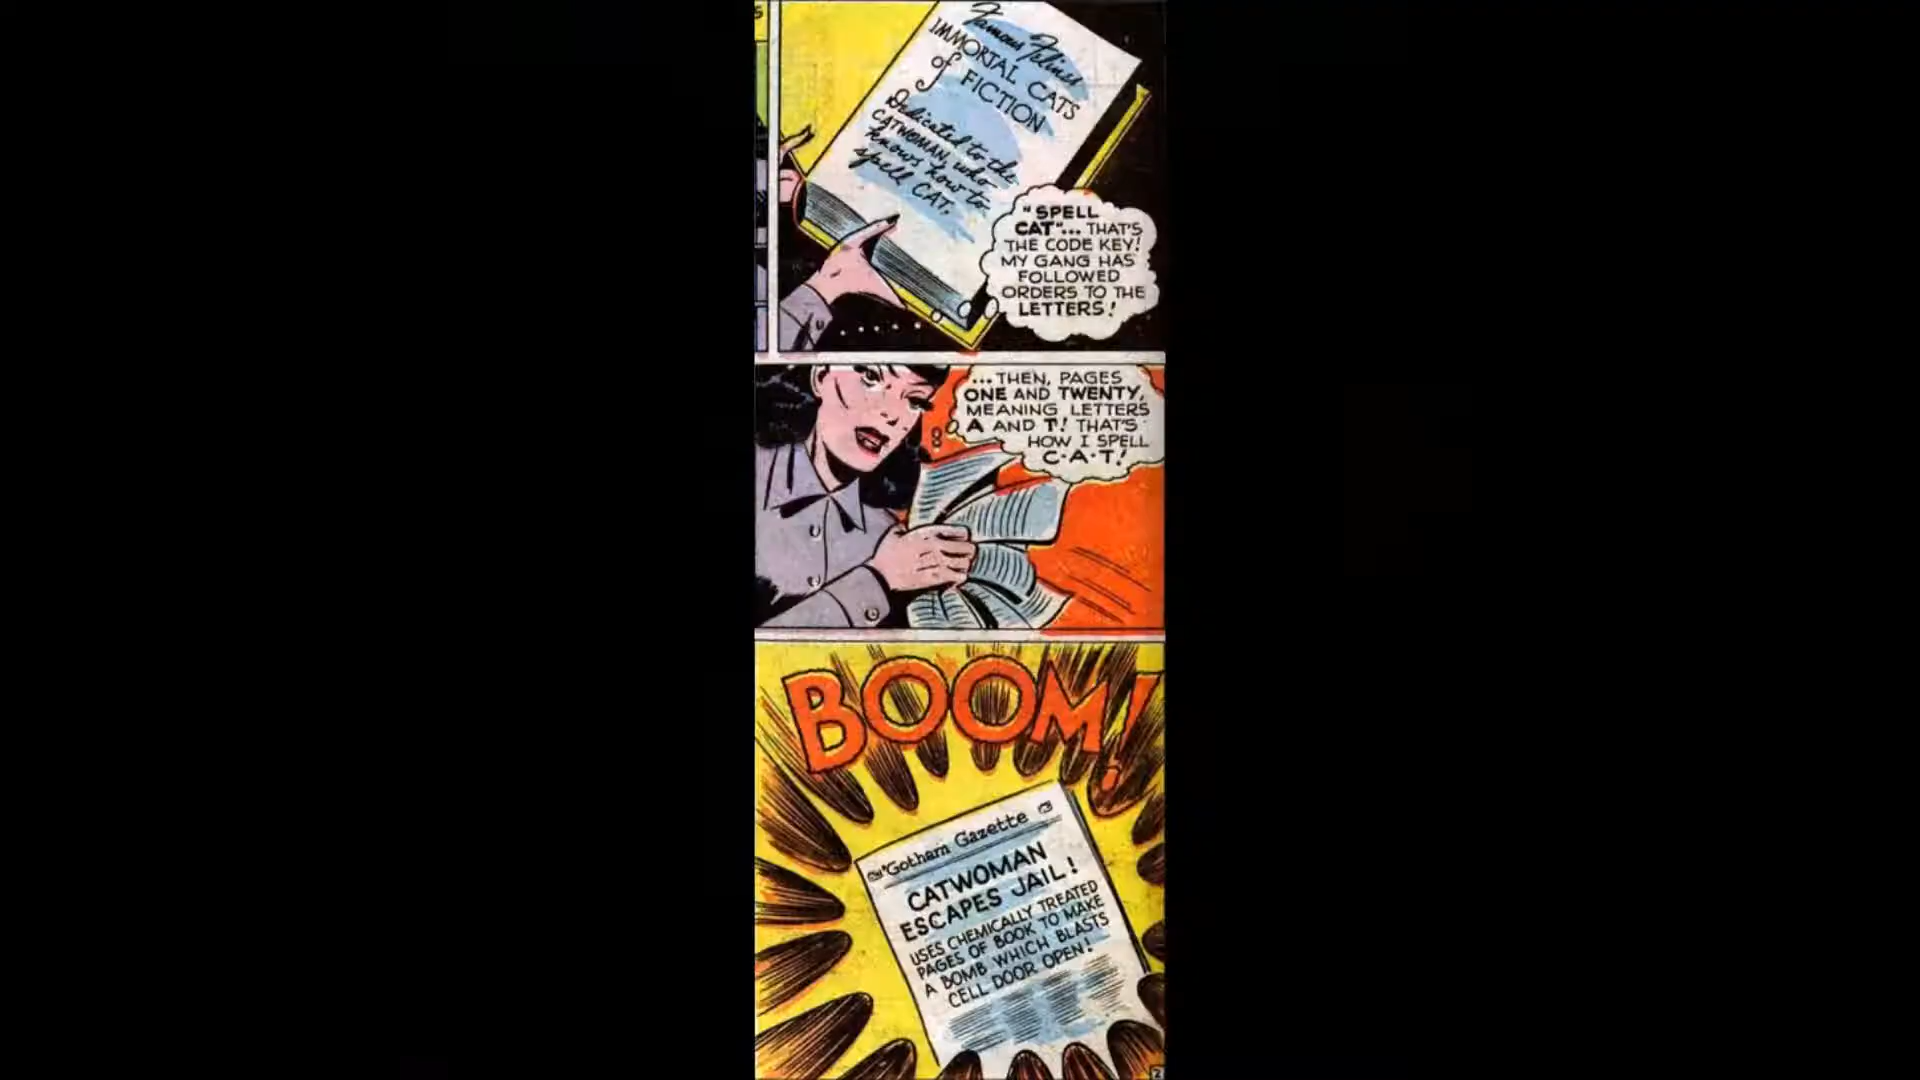 Famous Felines
IMMORTAL CATS
of FICTION
Dedicated to the
CATWOMAN, who
knows how to
spell CAT.
"SPELL
CAT"... THAT'S
THE CODE KEY!
MY GANG HAS
FOLLOWED
ORDERS TO THE
LETTERS!
...THEN, PAGES
ONE AND TWENTY,
MEANING LETTERS
A AND T! THAT'S
HOW I SPELL
C-A-T!
BOOM!
Gotham Gazette
CATWOMAN
ESCAPES JAIL!
USES CHEMICALLY TREATED
PAGES OF BOOK TO MAKE
A BOMB WHICH BLASTS
CELL DOOR OPEN!
2